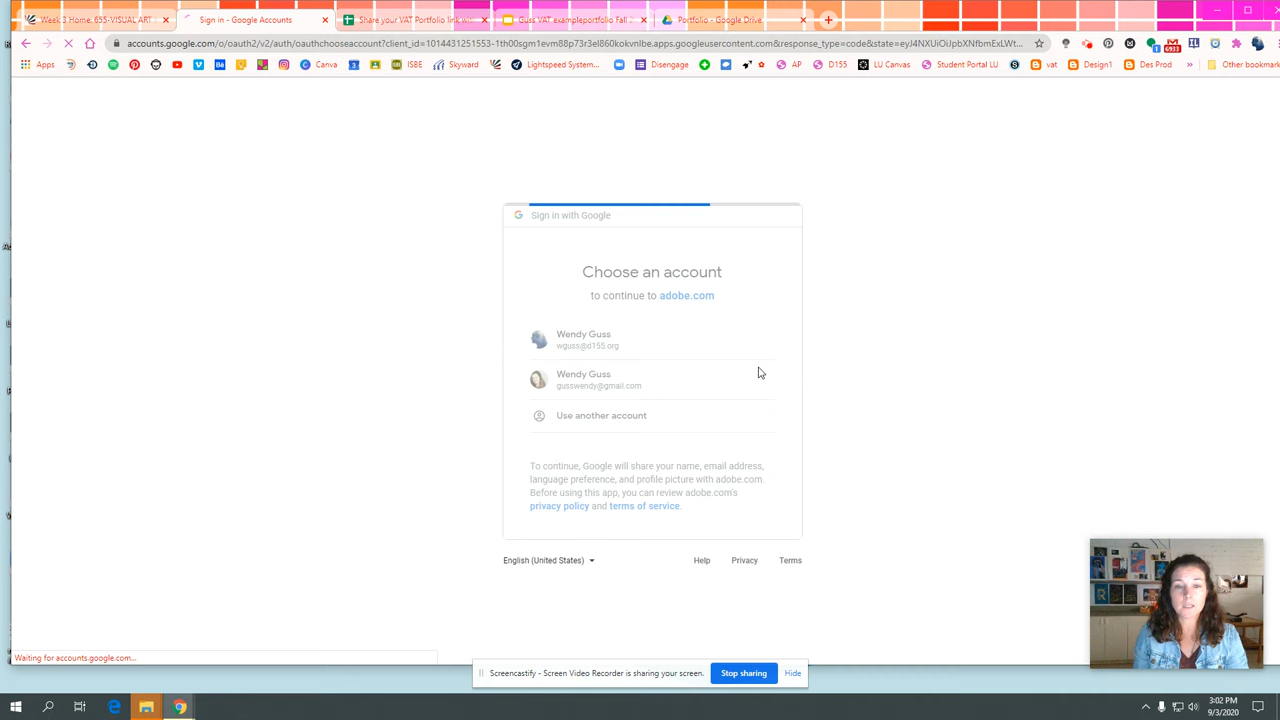 Week 3 Home: 655-VISUAL ART
Sign in - Google Accounts
Share your VAT Portfolio link wit
Guss VAT exampleportfolio Fall 2
Portfolio - Google Drive
accounts.google.com/o/oauth2/v2/auth/oauthchooseaccount?client_id=1014451251553-1th00sgm1evm88p73r3el860kokvnlbe.apps.googleusercontent.com&response_type=code&state=eyJ4NXUiOiJpbXNfbmExLWt...
Apps
Canva
ISBE
Skyward
Lightspeed System...
Disengage
AP
D155
LU Canvas
Student Portal LU
vat
Design1
Des Prod
»
Other bookmark
6933
Sign in with Google
Choose an account
to continue to adobe.com
Wendy Guss
wguss@d155.org
Wendy Guss
gusswendy@gmail.com
Use another account
To continue, Google will share your name, email address,
language preference, and profile picture with adobe.com.
Before using this app, you can review adobe.com's
privacy policy and terms of service.
English (United States)
Help
Privacy
Terms
Waiting for accounts.google.com...
Screencastify - Screen Video Recorder is sharing your screen.
Stop sharing
Hide
3:02 PM
9/3/2020